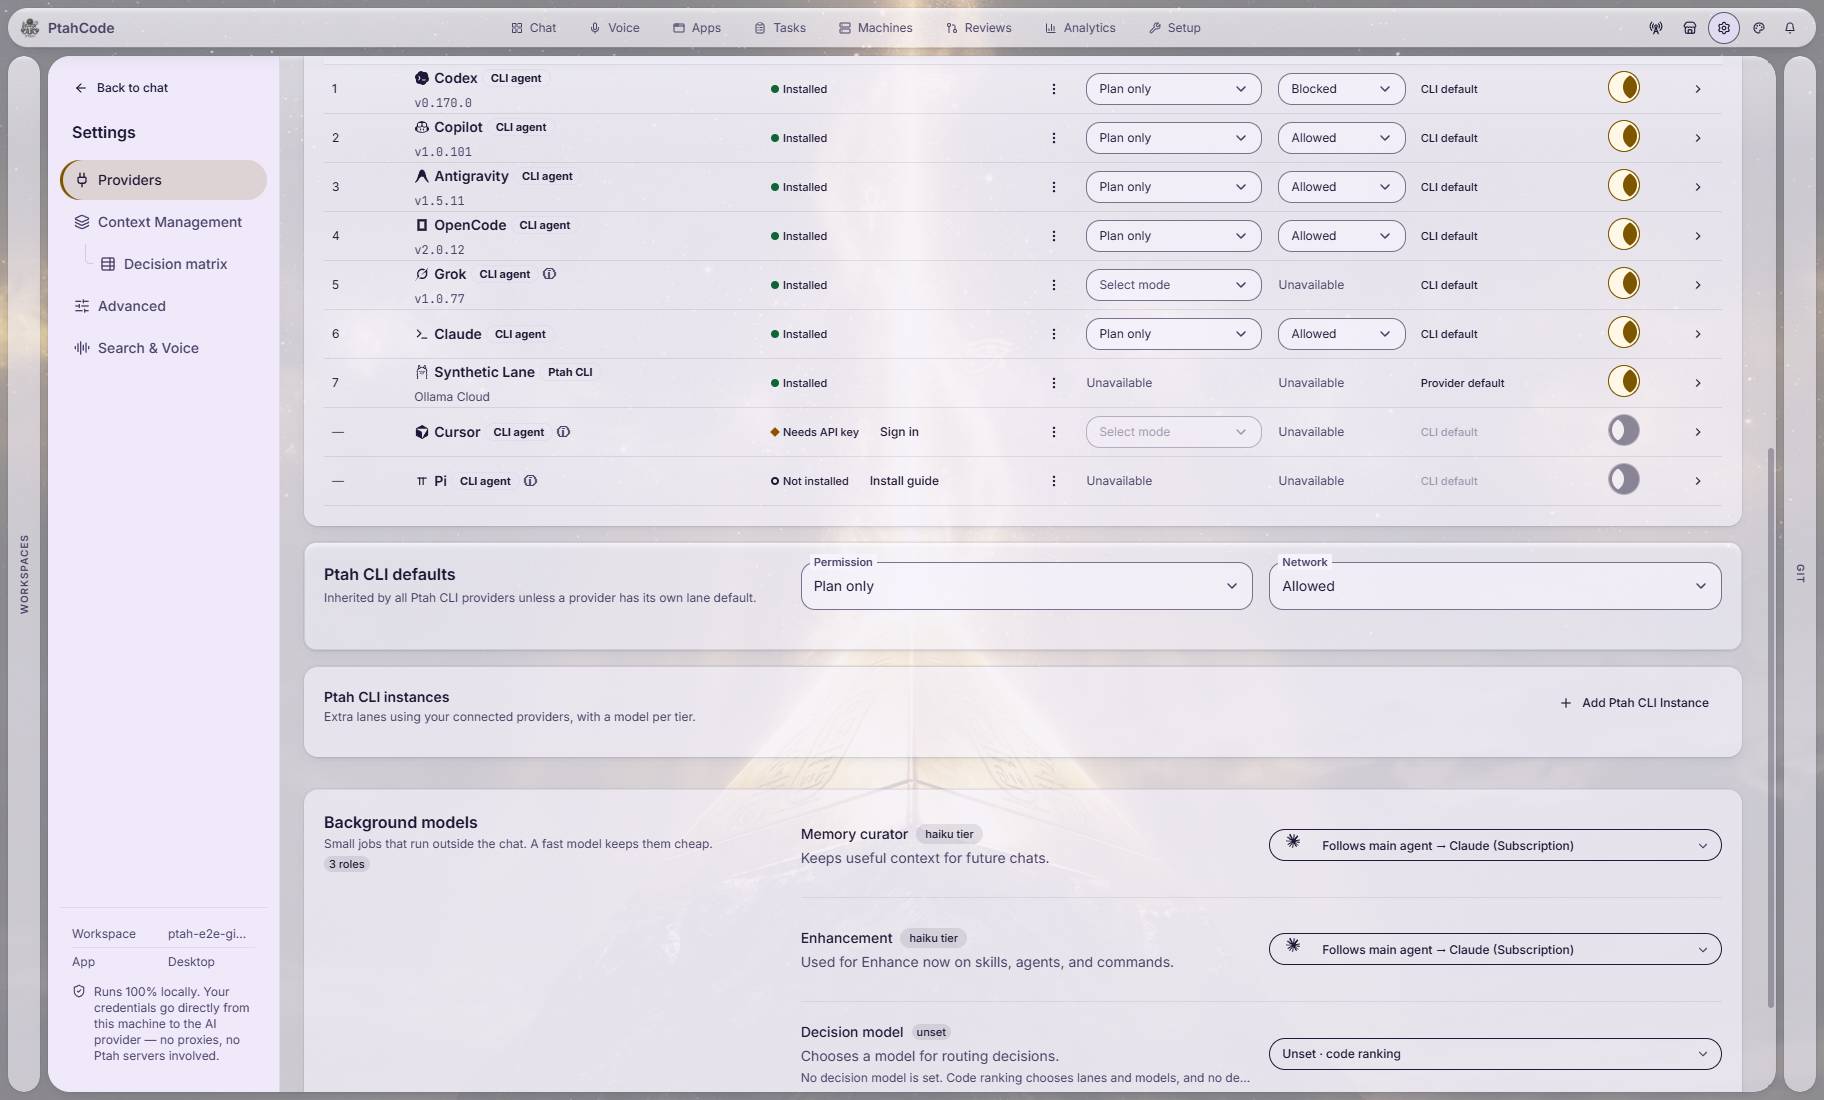 PtahCode
Chat
Voice
Apps
Tasks
Machines
Reviews
Analytics
Setup
WORKSPACES
Back to chat
Settings
Providers
Context Management
Decision matrix
Advanced
Search & Voice
Workspace ptah-e2e-gi...
App Desktop
Runs 100% locally. Your
credentials go directly from
this machine to the AI
provider — no proxies, no
Ptah servers involved.
1 Codex CLI agent Installed Plan only Blocked CLI default
v0.170.0
2 Copilot CLI agent Installed Plan only Allowed CLI default
v1.0.101
3 Antigravity CLI agent Installed Plan only Allowed CLI default
v1.5.11
4 OpenCode CLI agent Installed Plan only Allowed CLI default
v2.0.12
5 Grok CLI agent Installed Select mode Unavailable CLI default
v1.0.77
6 Claude CLI agent Installed Plan only Allowed CLI default
7 Synthetic Lane Ptah CLI Installed Unavailable Unavailable Provider default
Ollama Cloud
— Cursor CLI agent Needs API key Sign in Select mode Unavailable CLI default
— Pi CLI agent Not installed Install guide Unavailable Unavailable CLI default
Ptah CLI defaults
Inherited by all Ptah CLI providers unless a provider has its own lane default.
Permission
Plan only
Network
Allowed
Ptah CLI instances
Extra lanes using your connected providers, with a model per tier.
Add Ptah CLI Instance
Background models
Small jobs that run outside the chat. A fast model keeps them cheap.
3 roles
Memory curator haiku tier
Keeps useful context for future chats.
Follows main agent → Claude (Subscription)
Enhancement haiku tier
Used for Enhance now on skills, agents, and commands.
Follows main agent → Claude (Subscription)
Decision model unset
Chooses a model for routing decisions.
No decision model is set. Code ranking chooses lanes and models, and no de...
Unset · code ranking
GIT